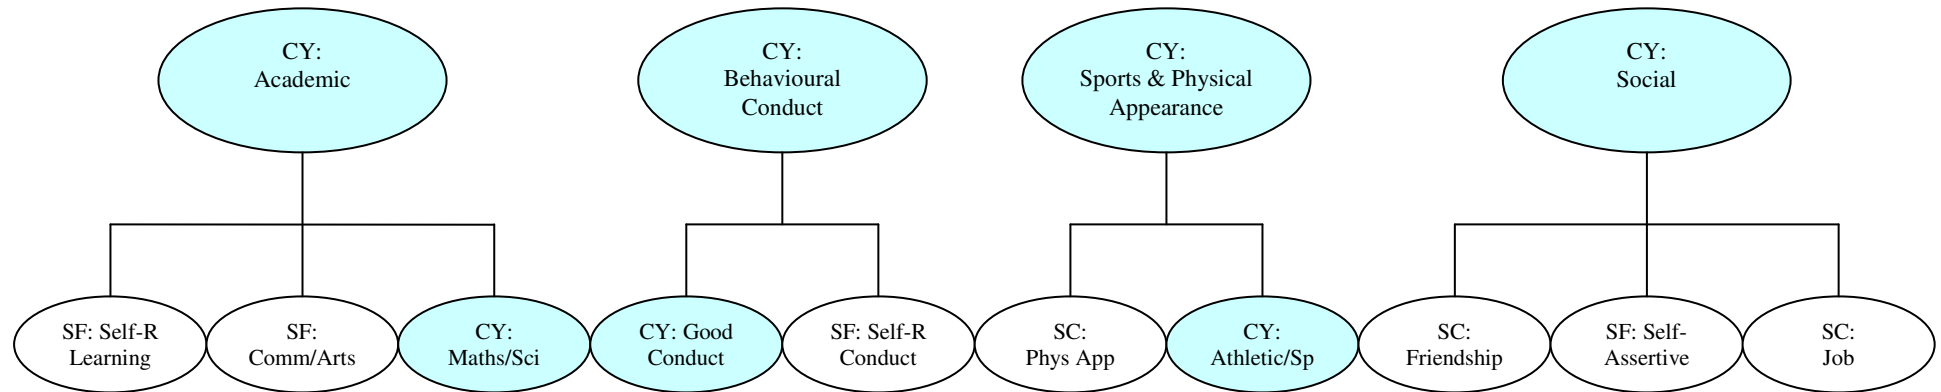 CY:
Academic
CY:
Behavioural
Conduct
CY:
Sports & Physical
Appearance
CY:
Social
SF: Self-R
Learning
SF:
Comm/Arts
CY:
Maths/Sci
CY: Good
Conduct
SF: Self-R
Conduct
SC:
Phys App
CY:
Athletic/Sp
SC:
Friendship
SF: Self-
Assertive
SC:
Job